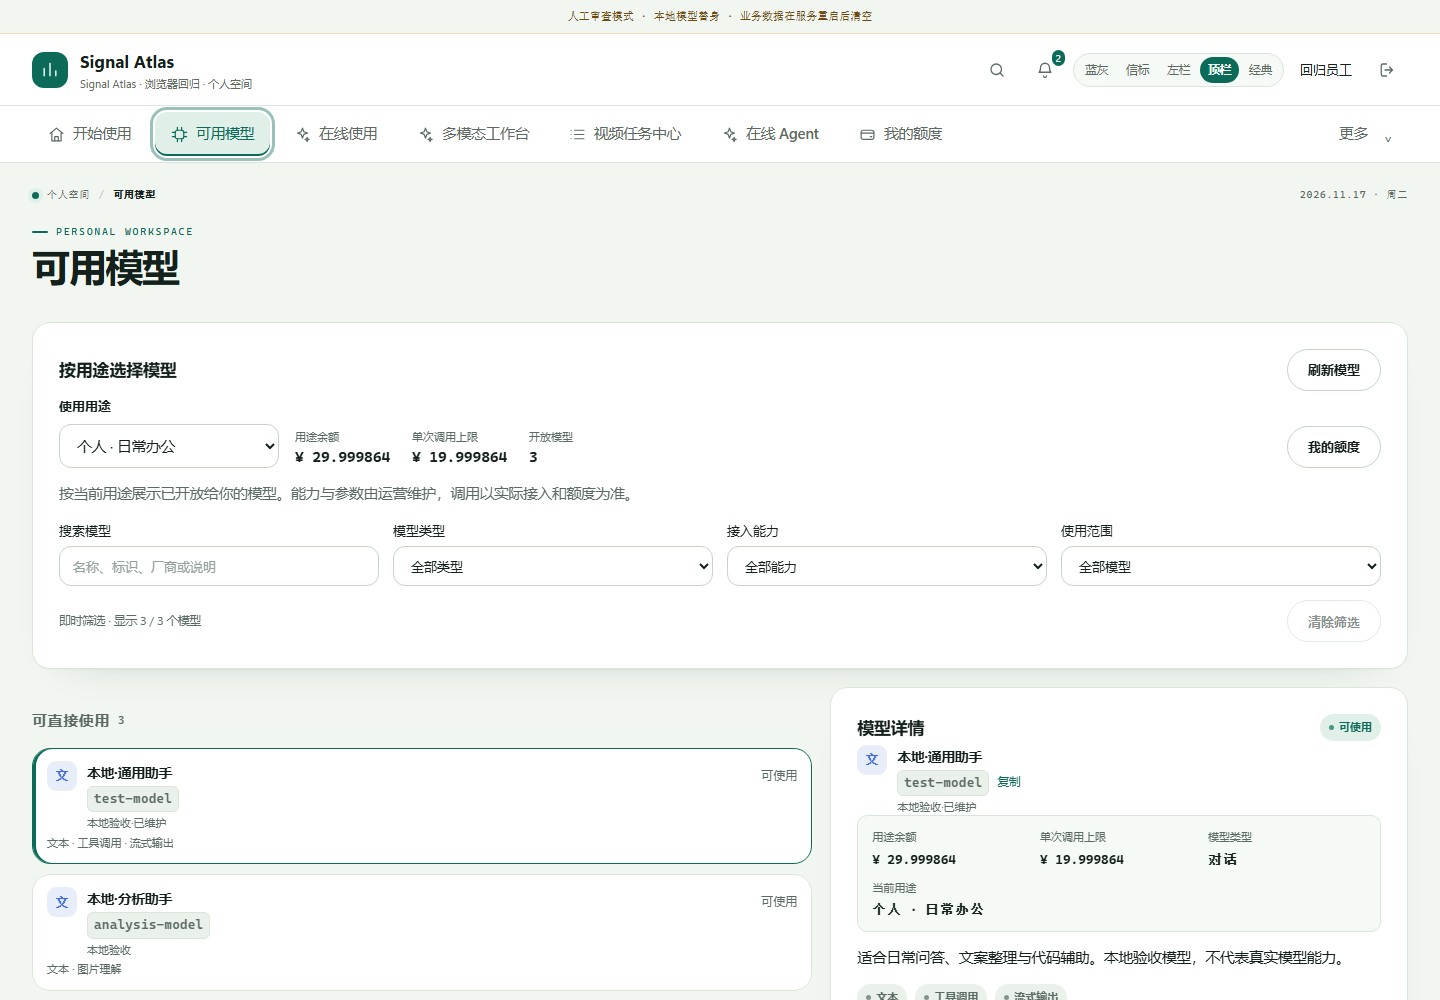 人工审查模式 · 本地模型替身 · 业务数据在服务重启后清空
Signal Atlas
Signal Atlas · 浏览器回归 · 个人空间
2
蓝灰 信标 左栏 顶栏 经典
回归员工
开始使用 可用模型 在线使用 多模态工作台 视频任务中心 在线 Agent 我的额度 更多
个人空间 / 可用模型
2026.11.17 · 周二
PERSONAL WORKSPACE
可用模型
按用途选择模型
刷新模型
使用用途
个人 · 日常办公
用途余额 单次调用上限 开放模型
¥ 29.999864 ¥ 19.999864 3
我的额度
按当前用途展示已开放给你的模型。能力与参数由运营维护，调用以实际接入和额度为准。
搜索模型 模型类型 接入能力 使用范围
名称、标识、厂商或说明 全部类型 全部能力 全部模型
即时筛选 · 显示 3 / 3 个模型
清除筛选
可直接使用 3
文 本地·通用助手 可使用
test-model
本地验收·已维护
文本 · 工具调用 · 流式输出
文 本地·分析助手 可使用
analysis-model
本地验收
文本 · 图片理解
模型详情 可使用
文 本地·通用助手
test-model 复制
本地验收·已维护
用途余额 单次调用上限 模型类型
¥ 29.999864 ¥ 19.999864 对话
当前用途
个人 · 日常办公
适合日常问答、文案整理与代码辅助。本地验收模型，不代表真实模型能力。
文本 工具调用 流式输出